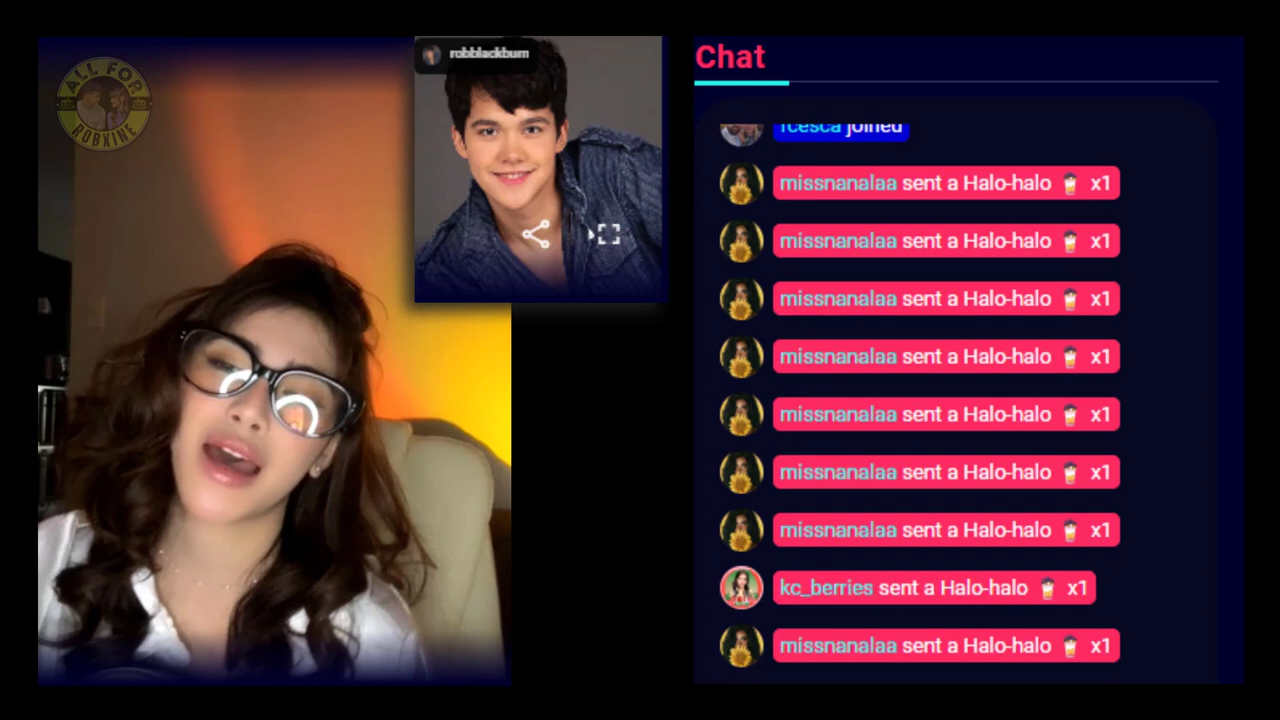 ALL FOR
ROBXINE
robblackburn
Chat
rcesca joined
missnanalaa sent a Halo-halo x1
missnanalaa sent a Halo-halo x1
missnanalaa sent a Halo-halo x1
missnanalaa sent a Halo-halo x1
missnanalaa sent a Halo-halo x1
missnanalaa sent a Halo-halo x1
missnanalaa sent a Halo-halo x1
kc_berries sent a Halo-halo x1
missnanalaa sent a Halo-halo x1